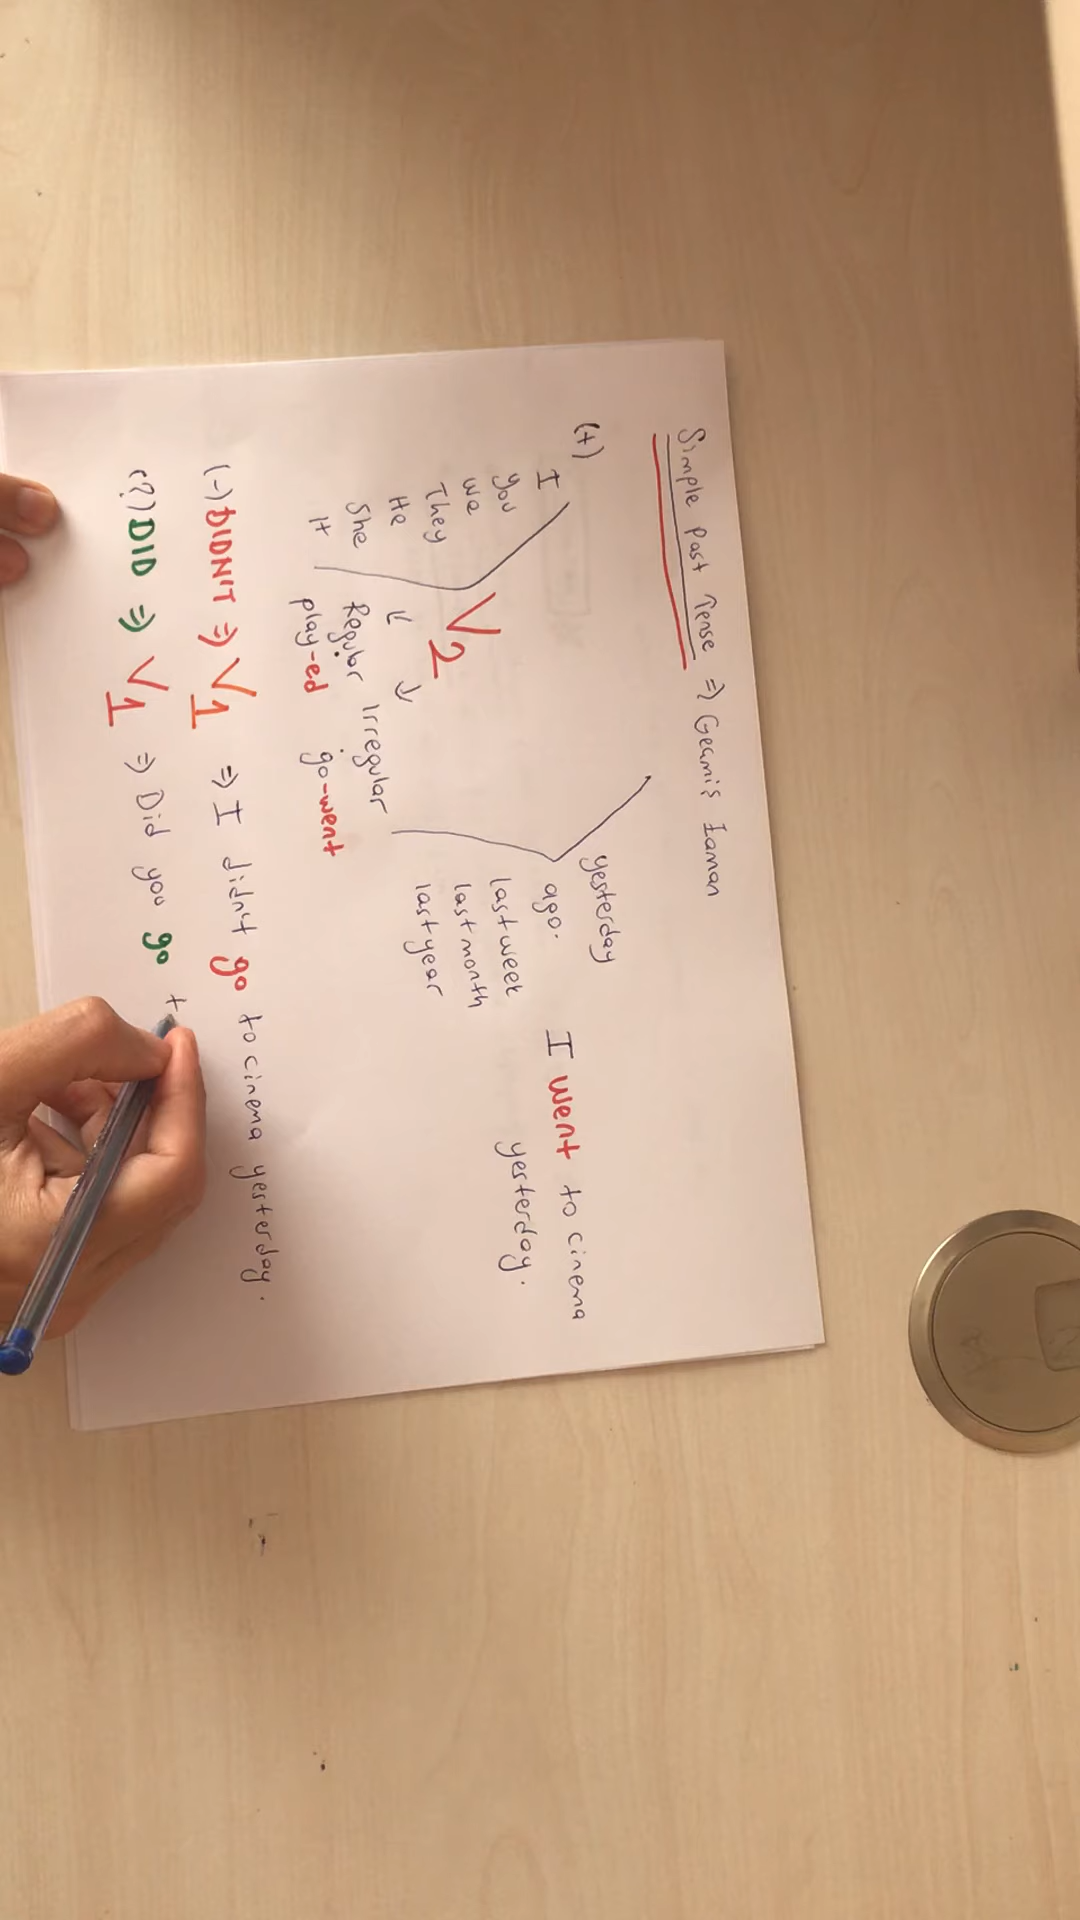 Simple Past Tense => Geçmiş Zaman
(+)
I
you
we
They
He
She
It
V2
Regular Irregular
play-ed go-went
yesterday
ago.
last week
last month
last year
I went to cinema
yesterday.
(-) DIDN'T => V1 => I didn't go to cinema yesterday.
(?) DID => V1 => Did you go t